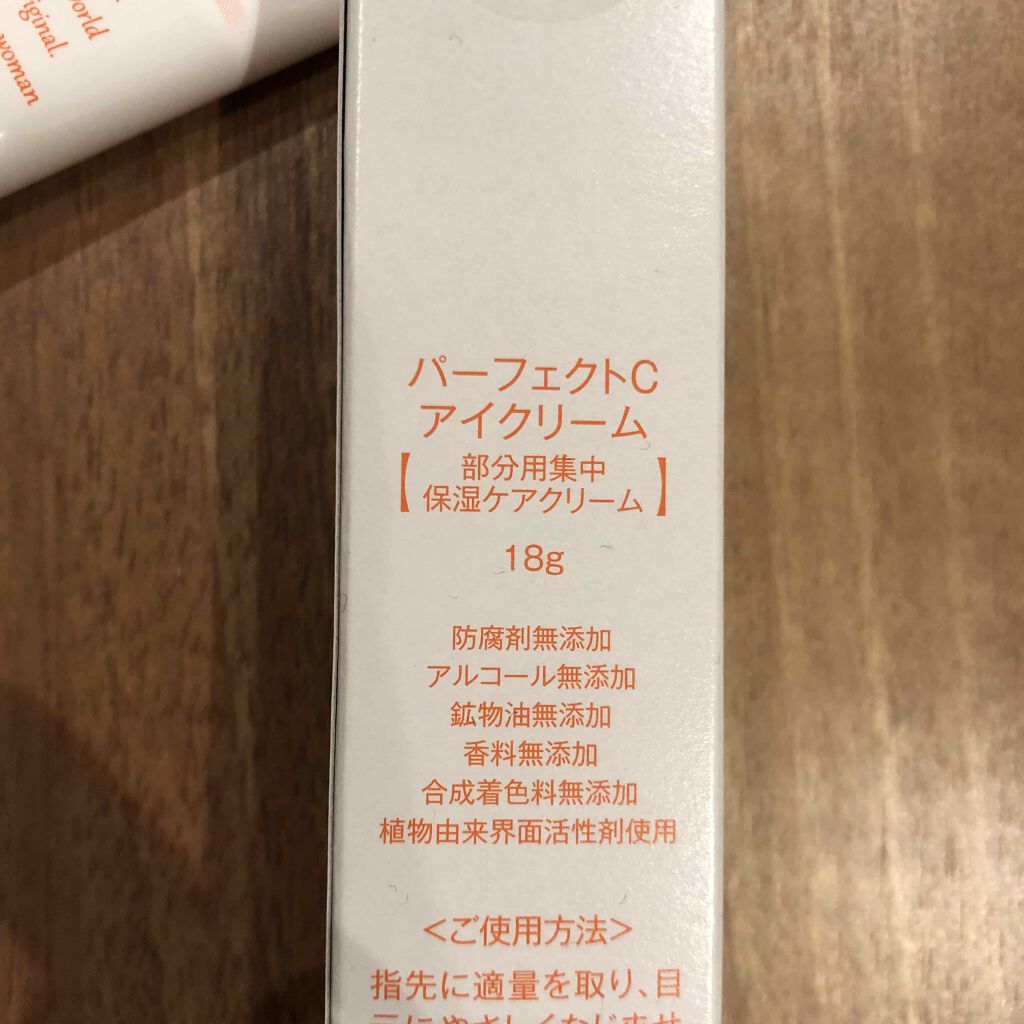 world
woman
パーフェクトC
アイクリーム
【部分用集中
保湿ケアクリーム】
18g
防腐剤無添加
アルコール無添加
鉱物油無添加
香料無添加
合成着色料無添加
植物由来界面活性剤使用
<ご使用方法>
指先に適量を取り、目